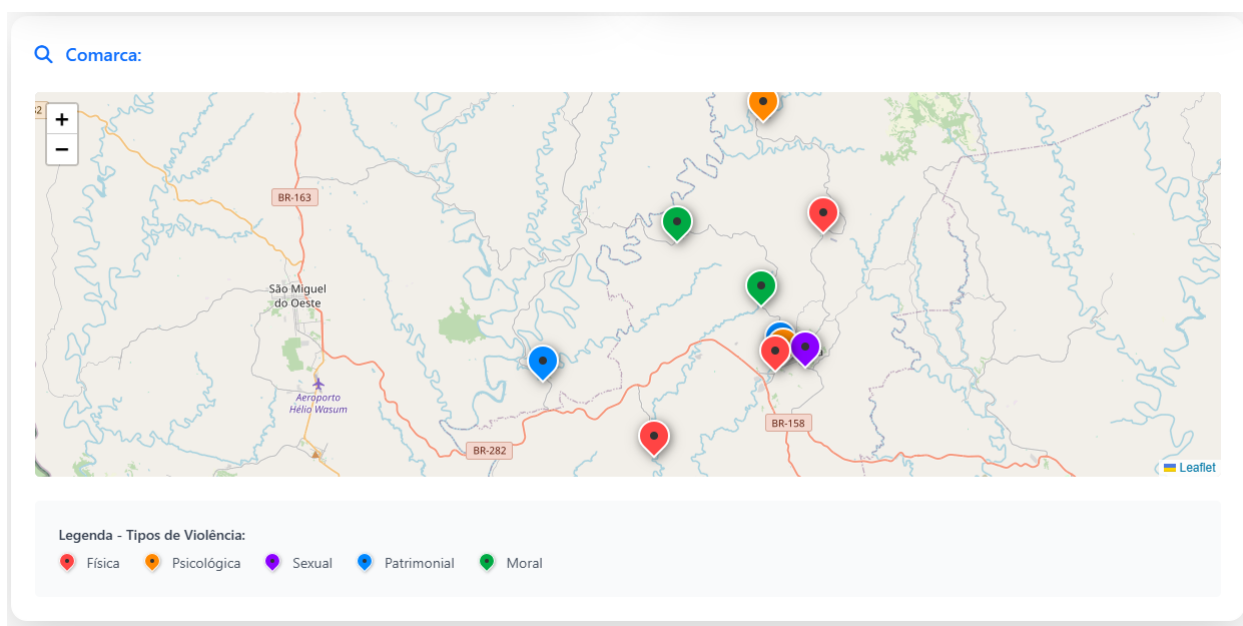 Comarca:
+
−
BR-163
São Miguel
do Oeste
Aeroporto
Hélio Wasum
BR-282
BR-158
Leaflet
Legenda - Tipos de Violência:
Física Psicológica Sexual Patrimonial Moral